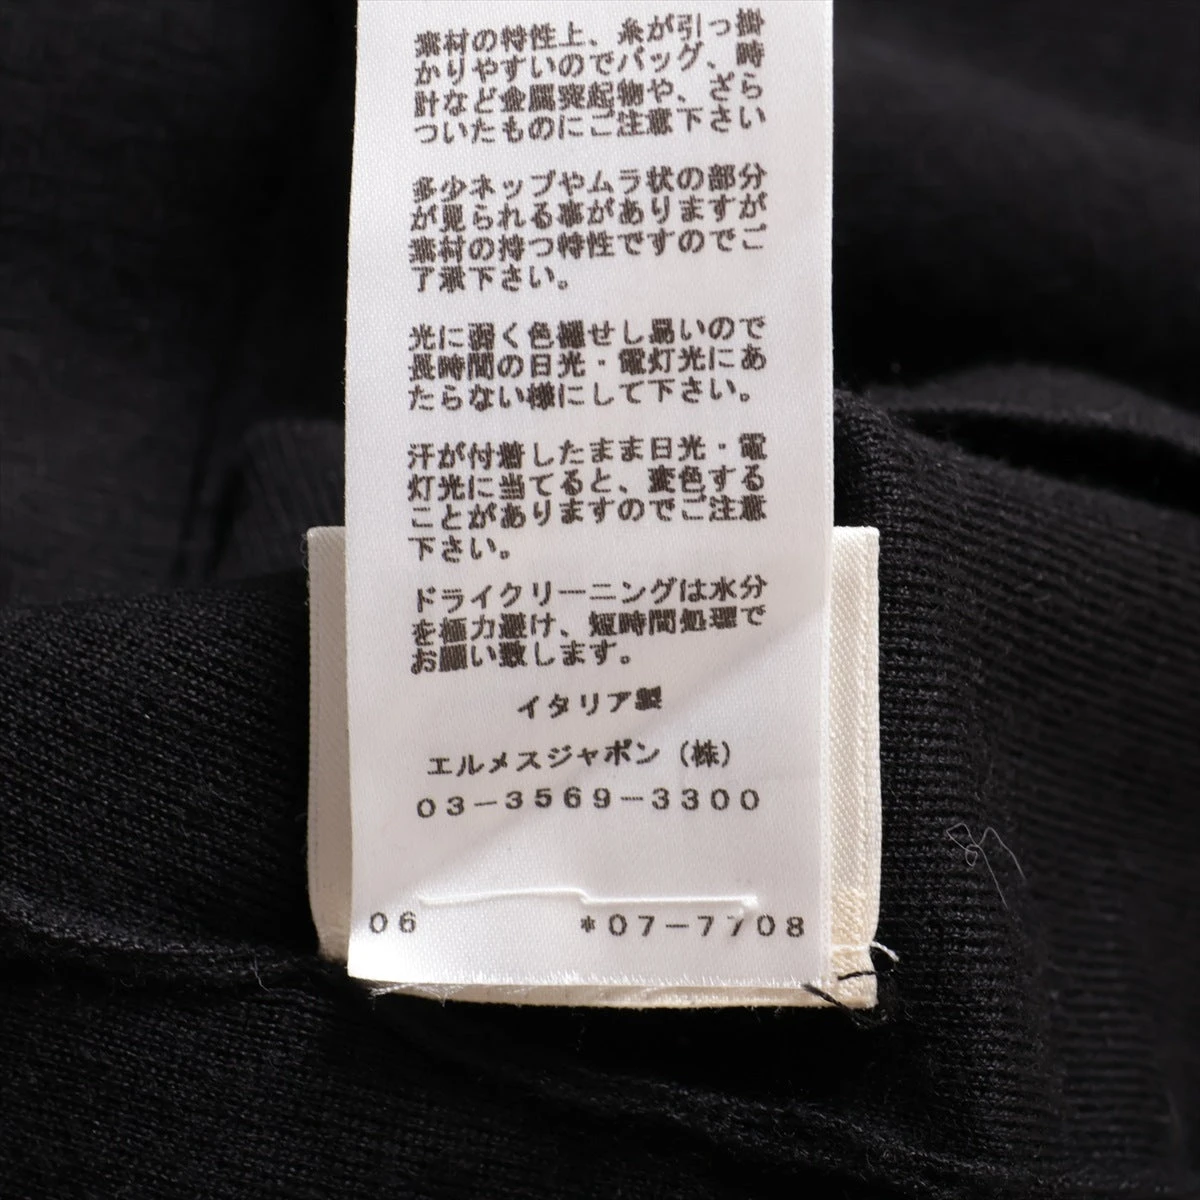 素材の特性上、糸が引っ掛
かりやすいのでバッグ、時
計など金属突起物や、ざら
ついたものにご注意下さい
多少ネップやムラ状の部分
が見られる事がありますが
素材の持つ特性ですのでご
了承下さい。
光に弱く色褪せし易いので
長時間の日光・電灯光にあ
たらない様にして下さい。
汗が付着したまま日光・電
灯光に当てると、変色する
ことがありますのでご注意
下さい。
ドライクリーニングは水分
を極力避け、短時間処理で
お願い致します。
イタリア製
エルメスジャポン（株）
03-3569-3300
06 *07-7708